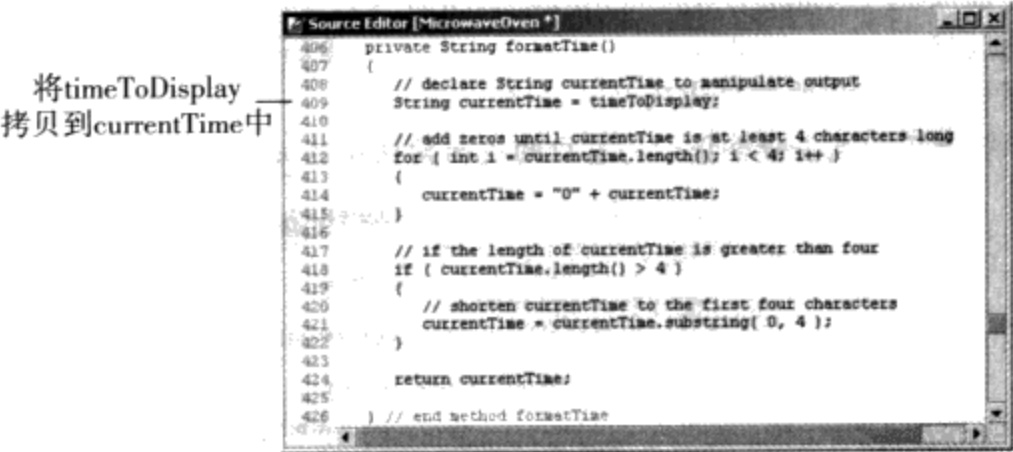 Source Editor [MicrowaveOven *]
将timeToDisplay
拷贝到currentTime中
406 private String formatTime()
407 {
408 // declare String currentTime to manipulate output
409 String currentTime = timeToDisplay;
410
411 // add zeros until currentTime is at least 4 characters long
412 for ( int i = currentTime.length(); i < 4; i++ )
413 {
414 currentTime = "0" + currentTime;
415 }
416
417 // if the length of currentTime is greater than four
418 if ( currentTime.length() > 4 )
419 {
420 // shorten currentTime to the first four characters
421 currentTime = currentTime.substring( 0, 4 );
422 }
423
424 return currentTime;
425
426 } // end method formatTime